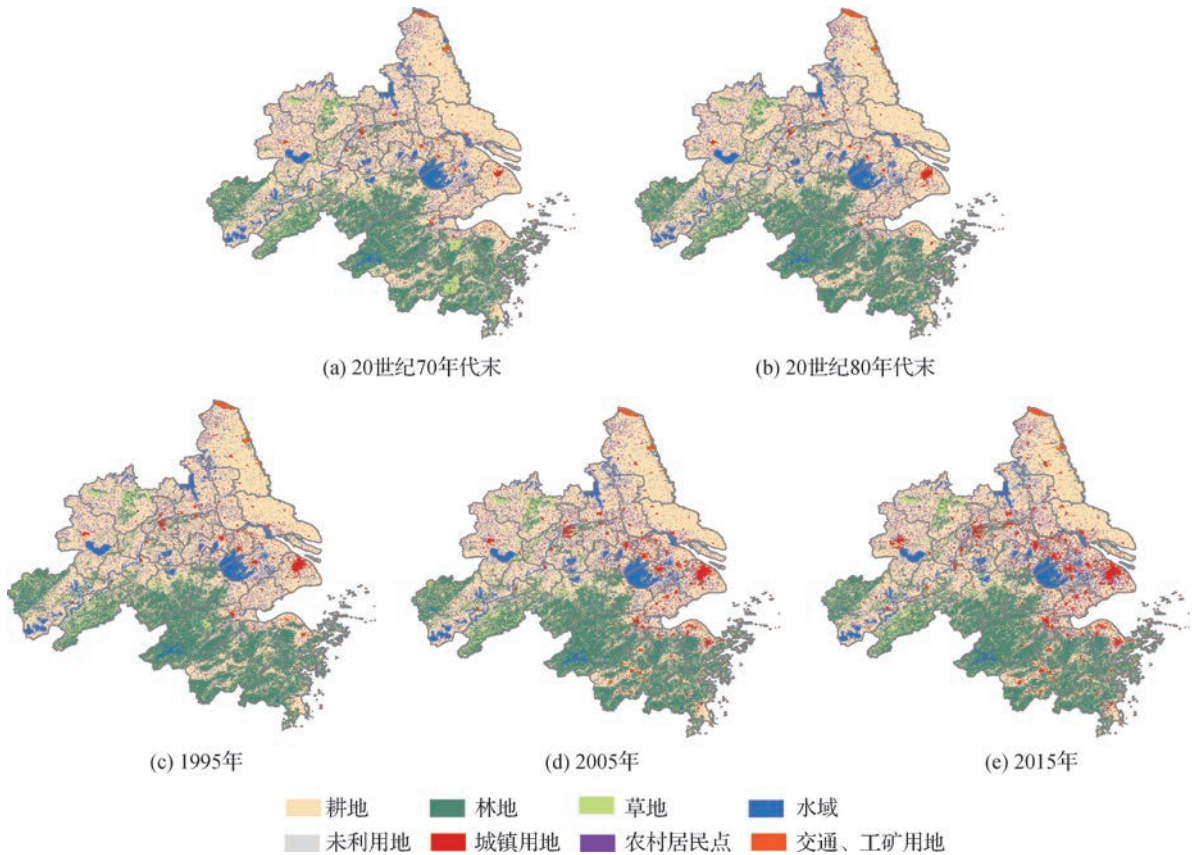 (a) 20世纪70年代末
(b) 20世纪80年代末
(c) 1995年
(d) 2005年
(e) 2015年
耕地
林地
草地
水域
未利用地
城镇用地
农村居民点
交通、工矿用地